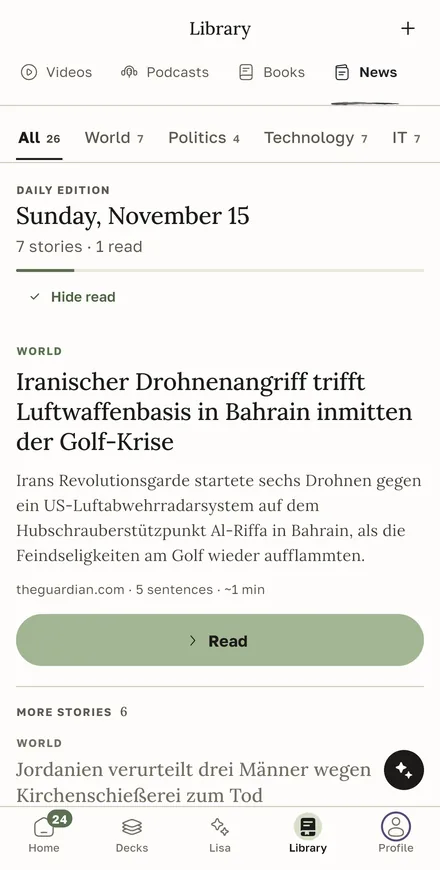 Library
Videos
Podcasts
Books
News
All 26
World 7
Politics 4
Technology 7
IT 7
DAILY EDITION
Sunday, November 15
7 stories · 1 read
Hide read
WORLD
Iranischer Drohnenangriff trifft
Luftwaffenbasis in Bahrain inmitten
der Golf-Krise
Irans Revolutionsgarde startete sechs Drohnen gegen
ein US-Luftabwehrradarsystem auf dem
Hubschrauberstützpunkt Al-Riffa in Bahrain, als die
Feindseligkeiten am Golf wieder aufflammten.
theguardian.com · 5 sentences · ~1 min
Read
MORE STORIES 6
WORLD
Jordanien verurteilt drei Männer wegen
Kirchenschießerei zum Tod
24
Home
Decks
Lisa
Library
Profile